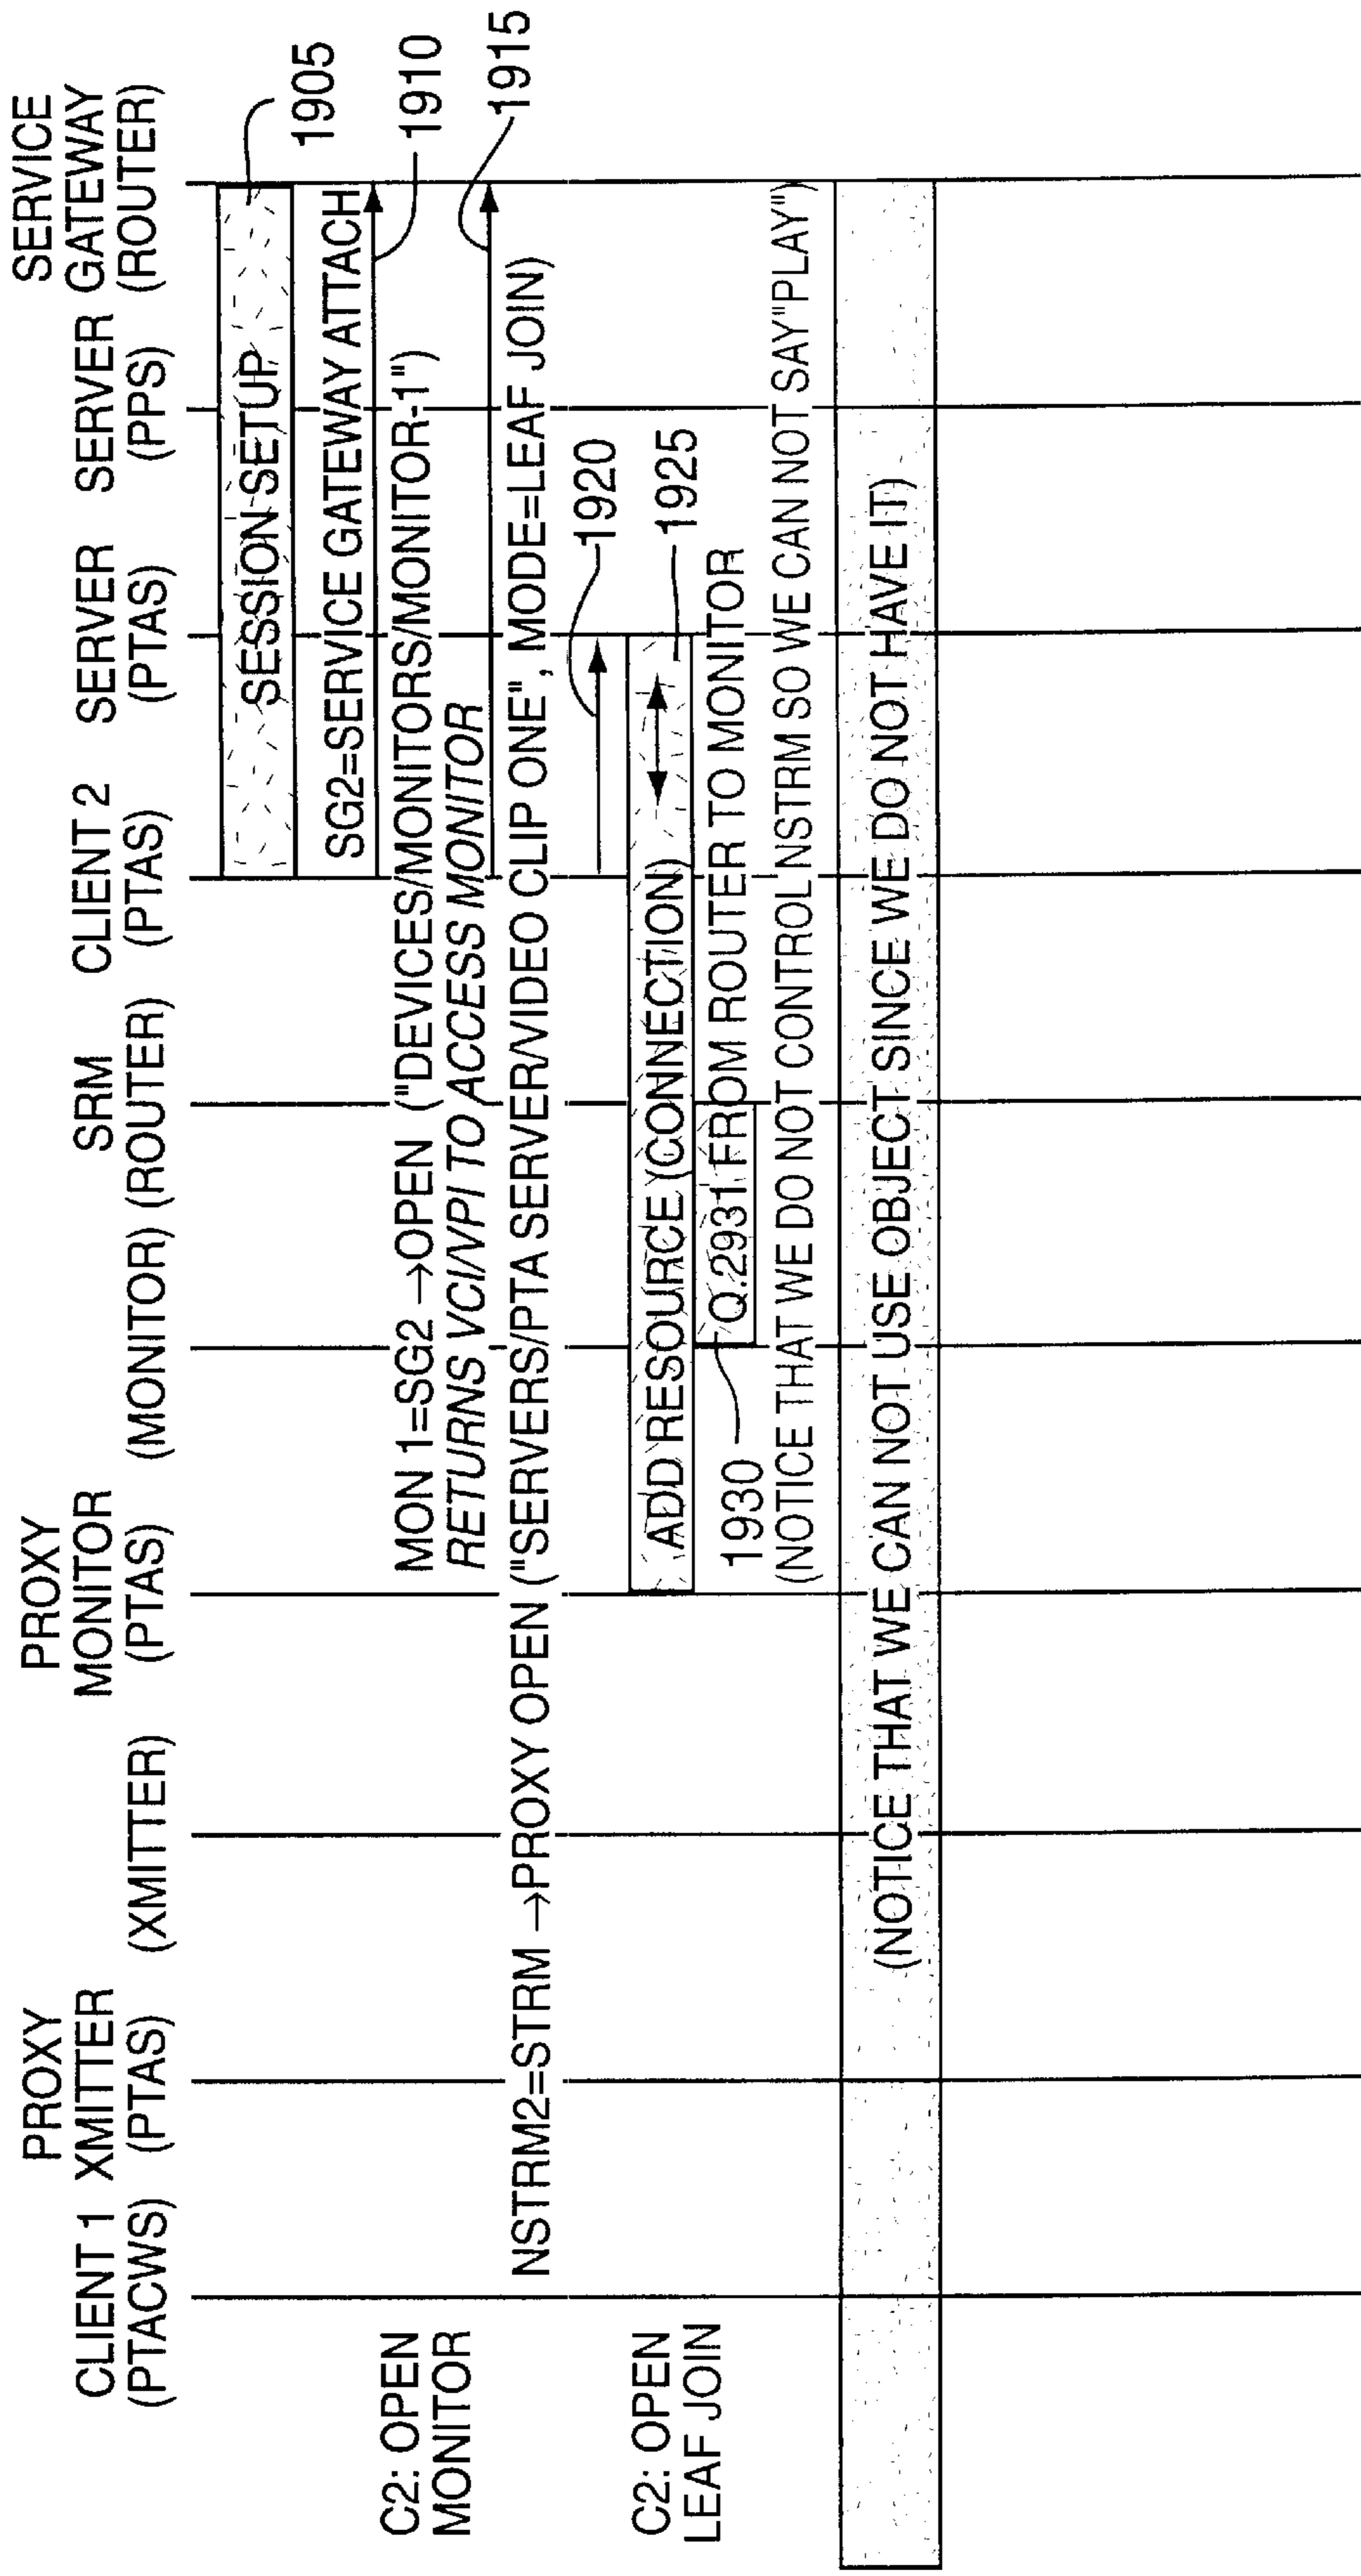 CLIENT 1
(PTACWS)
PROXY
XMITTER
(PTAS)
(XMITTER)
PROXY
MONITOR
(PTAS)
(MONITOR)
SRM
(ROUTER)
CLIENT 2
(PTAS)
SERVER
(PTAS)
SERVER
(PPS)
SERVICE
GATEWAY
(ROUTER)
SESSION SETUP
1905
SG2=SERVICE GATEWAY ATTACH
1910
C2: OPEN
MONITOR
MON 1=SG2 →OPEN ("DEVICES/MONITORS/MONITOR-1")
RETURNS VCI/VPI TO ACCESS MONITOR
1915
NSTRM2=STRM →PROXY OPEN ("SERVERS/PTA SERVER/VIDEO CLIP ONE", MODE=LEAF JOIN)
1920
C2: OPEN
LEAF JOIN
ADD RESOURCE (CONNECTION)
1925
Q.2931 FROM ROUTER TO MONITOR
1930
(NOTICE THAT WE DO NOT CONTROL NSTRM SO WE CAN NOT SAY"PLAY")
(NOTICE THAT WE CAN NOT USE OBJECT SINCE WE DO NOT HAVE IT)